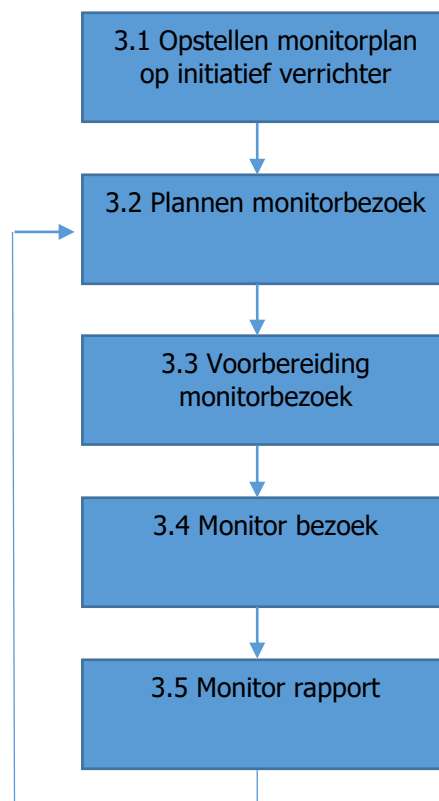 3.1 Opstellen monitorplan
op initiatief verrichter
3.2 Plannen monitorbezoek
3.3 Voorbereiding
monitorbezoek
3.4 Monitor bezoek
3.5 Monitor rapport